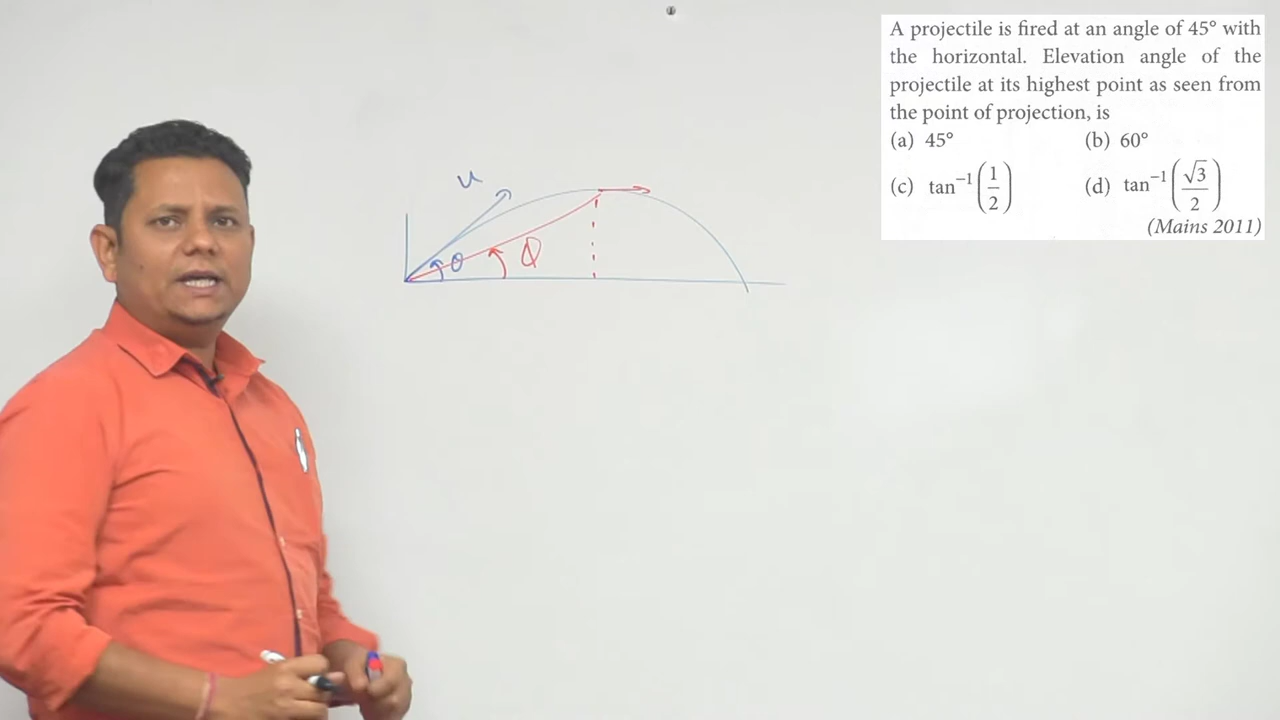 A projectile is fired at an angle of 45° with
the horizontal. Elevation angle of the
projectile at its highest point as seen from
the point of projection, is
(a) 45° (b) 60°
(c) tan⁻¹(1/2) (d) tan⁻¹(√3/2)
(Mains 2011)
u
θ Φ